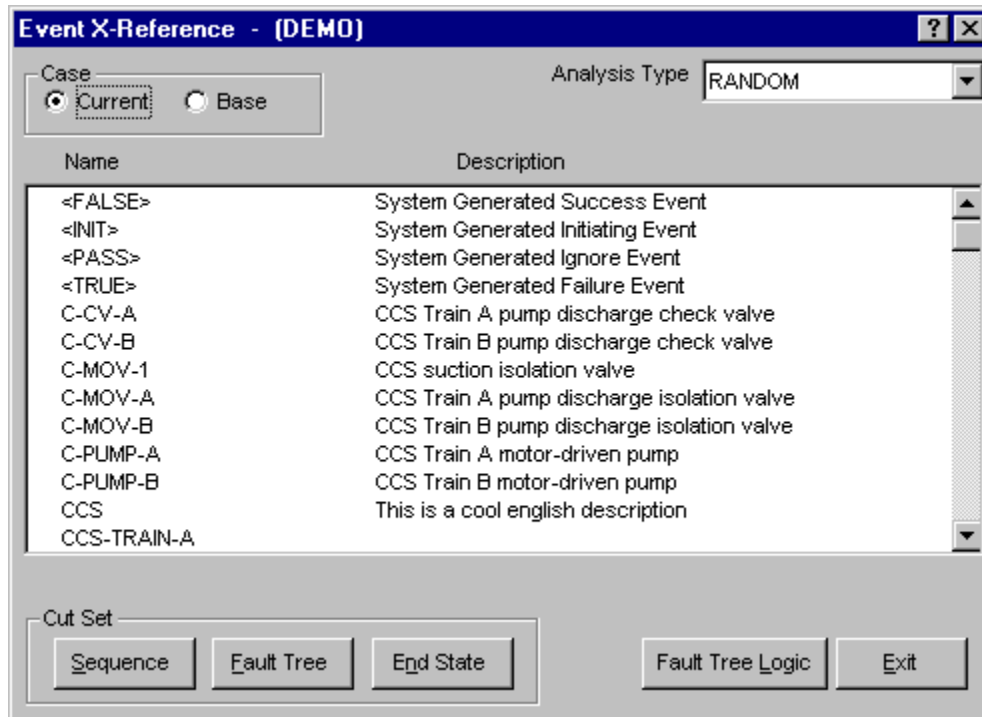 Event X-Reference - (DEMO)
Case
Current Base
Analysis Type RANDOM
Name Description
<FALSE> System Generated Success Event
<INIT> System Generated Initiating Event
<PASS> System Generated Ignore Event
<TRUE> System Generated Failure Event
C-CV-A CCS Train A pump discharge check valve
C-CV-B CCS Train B pump discharge check valve
C-MOV-1 CCS suction isolation valve
C-MOV-A CCS Train A pump discharge isolation valve
C-MOV-B CCS Train B pump discharge isolation valve
C-PUMP-A CCS Train A motor-driven pump
C-PUMP-B CCS Train B motor-driven pump
CCS This is a cool english description
CCS-TRAIN-A
Cut Set
Sequence Fault Tree End State Fault Tree Logic Exit